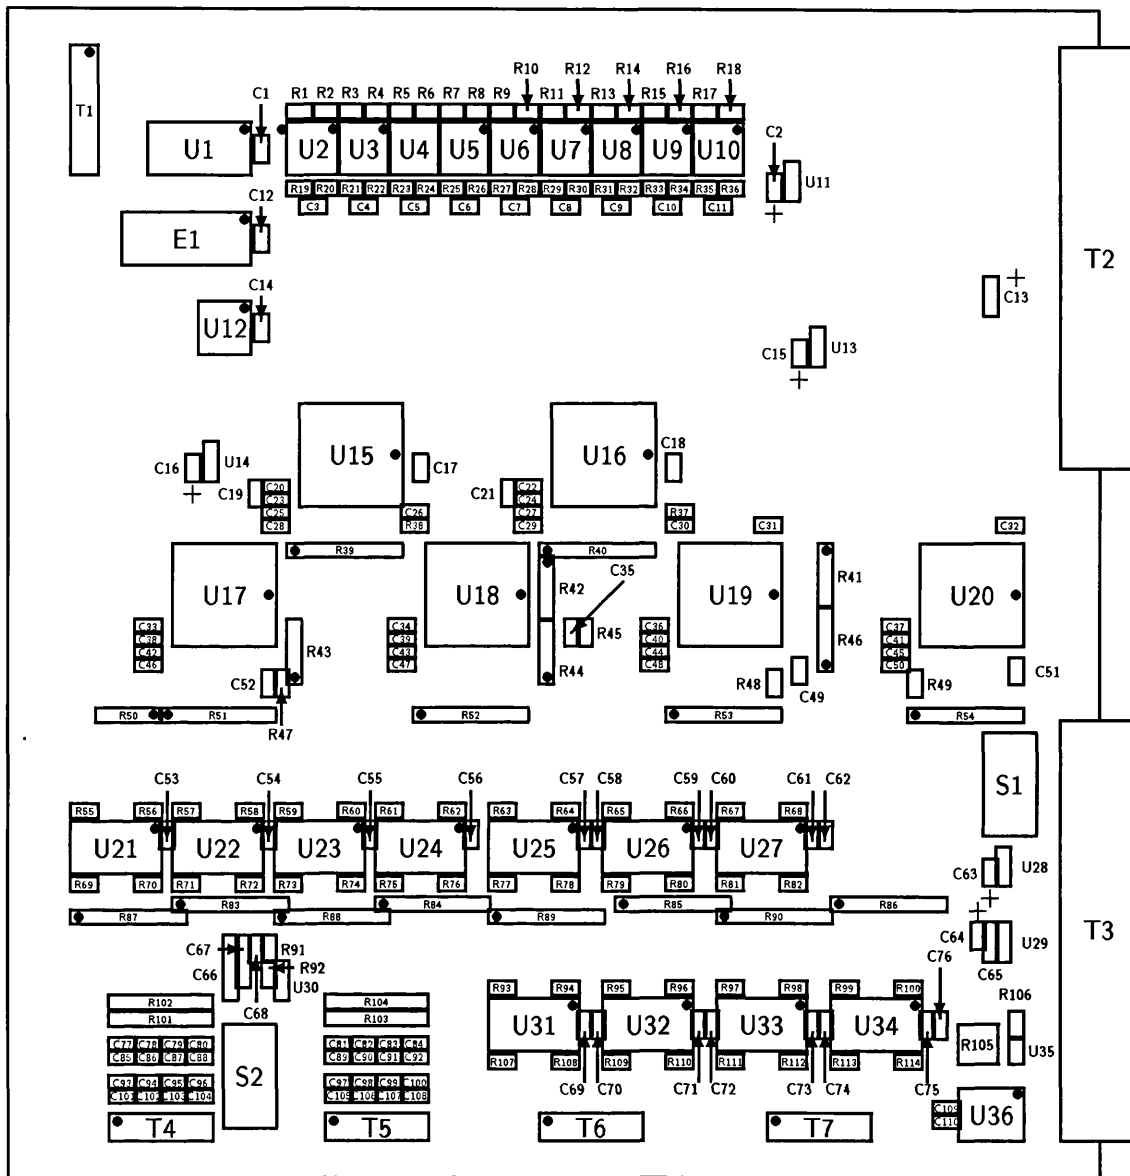 R10 R12 R14 R16 R18
C1 R1 R2 R3 R4 R5 R6 R7 R8 R9 R11 R13 R15 R17
T1
C2
U1 U2 U3 U4 U5 U6 U7 U8 U9 U10
U11
R19 R20 R21 R22 R23 R24 R25 R26 R27 R28 R29 R30 R31 R32 R33 R34 R35 R36
C12 C3 C4 C5 C6 C7 C8 C9 C10 C11
E1
T2
C14
+
C13
U12
C15 U13
+
U15 U16
C16 U14 C17 C18
+
C19 C20 C21 C22
C23 C24
C25 C26 C27 R37
C28 R38 C29 C30 C31 C32
R39 R40
C35
U17 U18 R42 U19 R41 U20
C33 C34 C36 C37
C38 C39 R45 C40 R46 C41
C42 R43 C43 C44 C45
C46 C47 R44 C48 C50
C52 R48 C49 R49 C51
R50 R51 R52 R53 R54
R47
C53 C54 C55 C56 C57 C58 C59 C60 C61 C62
S1
R55 R56 R57 R58 R59 R60 R61 R62 R63 R64 R65 R66 R67 R68
U21 U22 U23 U24 U25 U26 U27
C63 U28
R69 R70 R71 R72 R73 R74 R75 R76 R77 R78 R79 R80 R81 R82
+
R83 R84 R85 R86
+
R87 R88 R89 R90
T3
C64 U29
C67 R91
C66 R92 C65 C76
U30
R93 R94 R95 R96 R97 R98 R99 R100 R106
R102 R104
R101 C68 R103
U31 U32 U33 U34
C77 C78 C79 C80 C81 C82 C83 C84 R105
C85 C86 C87 C88 C89 C90 C91 C92 U35
R107 R108 R109 R110 R111 R112 R113 R114
S2
C93 C94 C95 C96 C97 C98 C99 C100
C101 C102 C103 C104 C105 C106 C107 C108
C69 C70 C71 C72 C73 C74 C75
C109
C110
U36
T4 T5 T6 T7